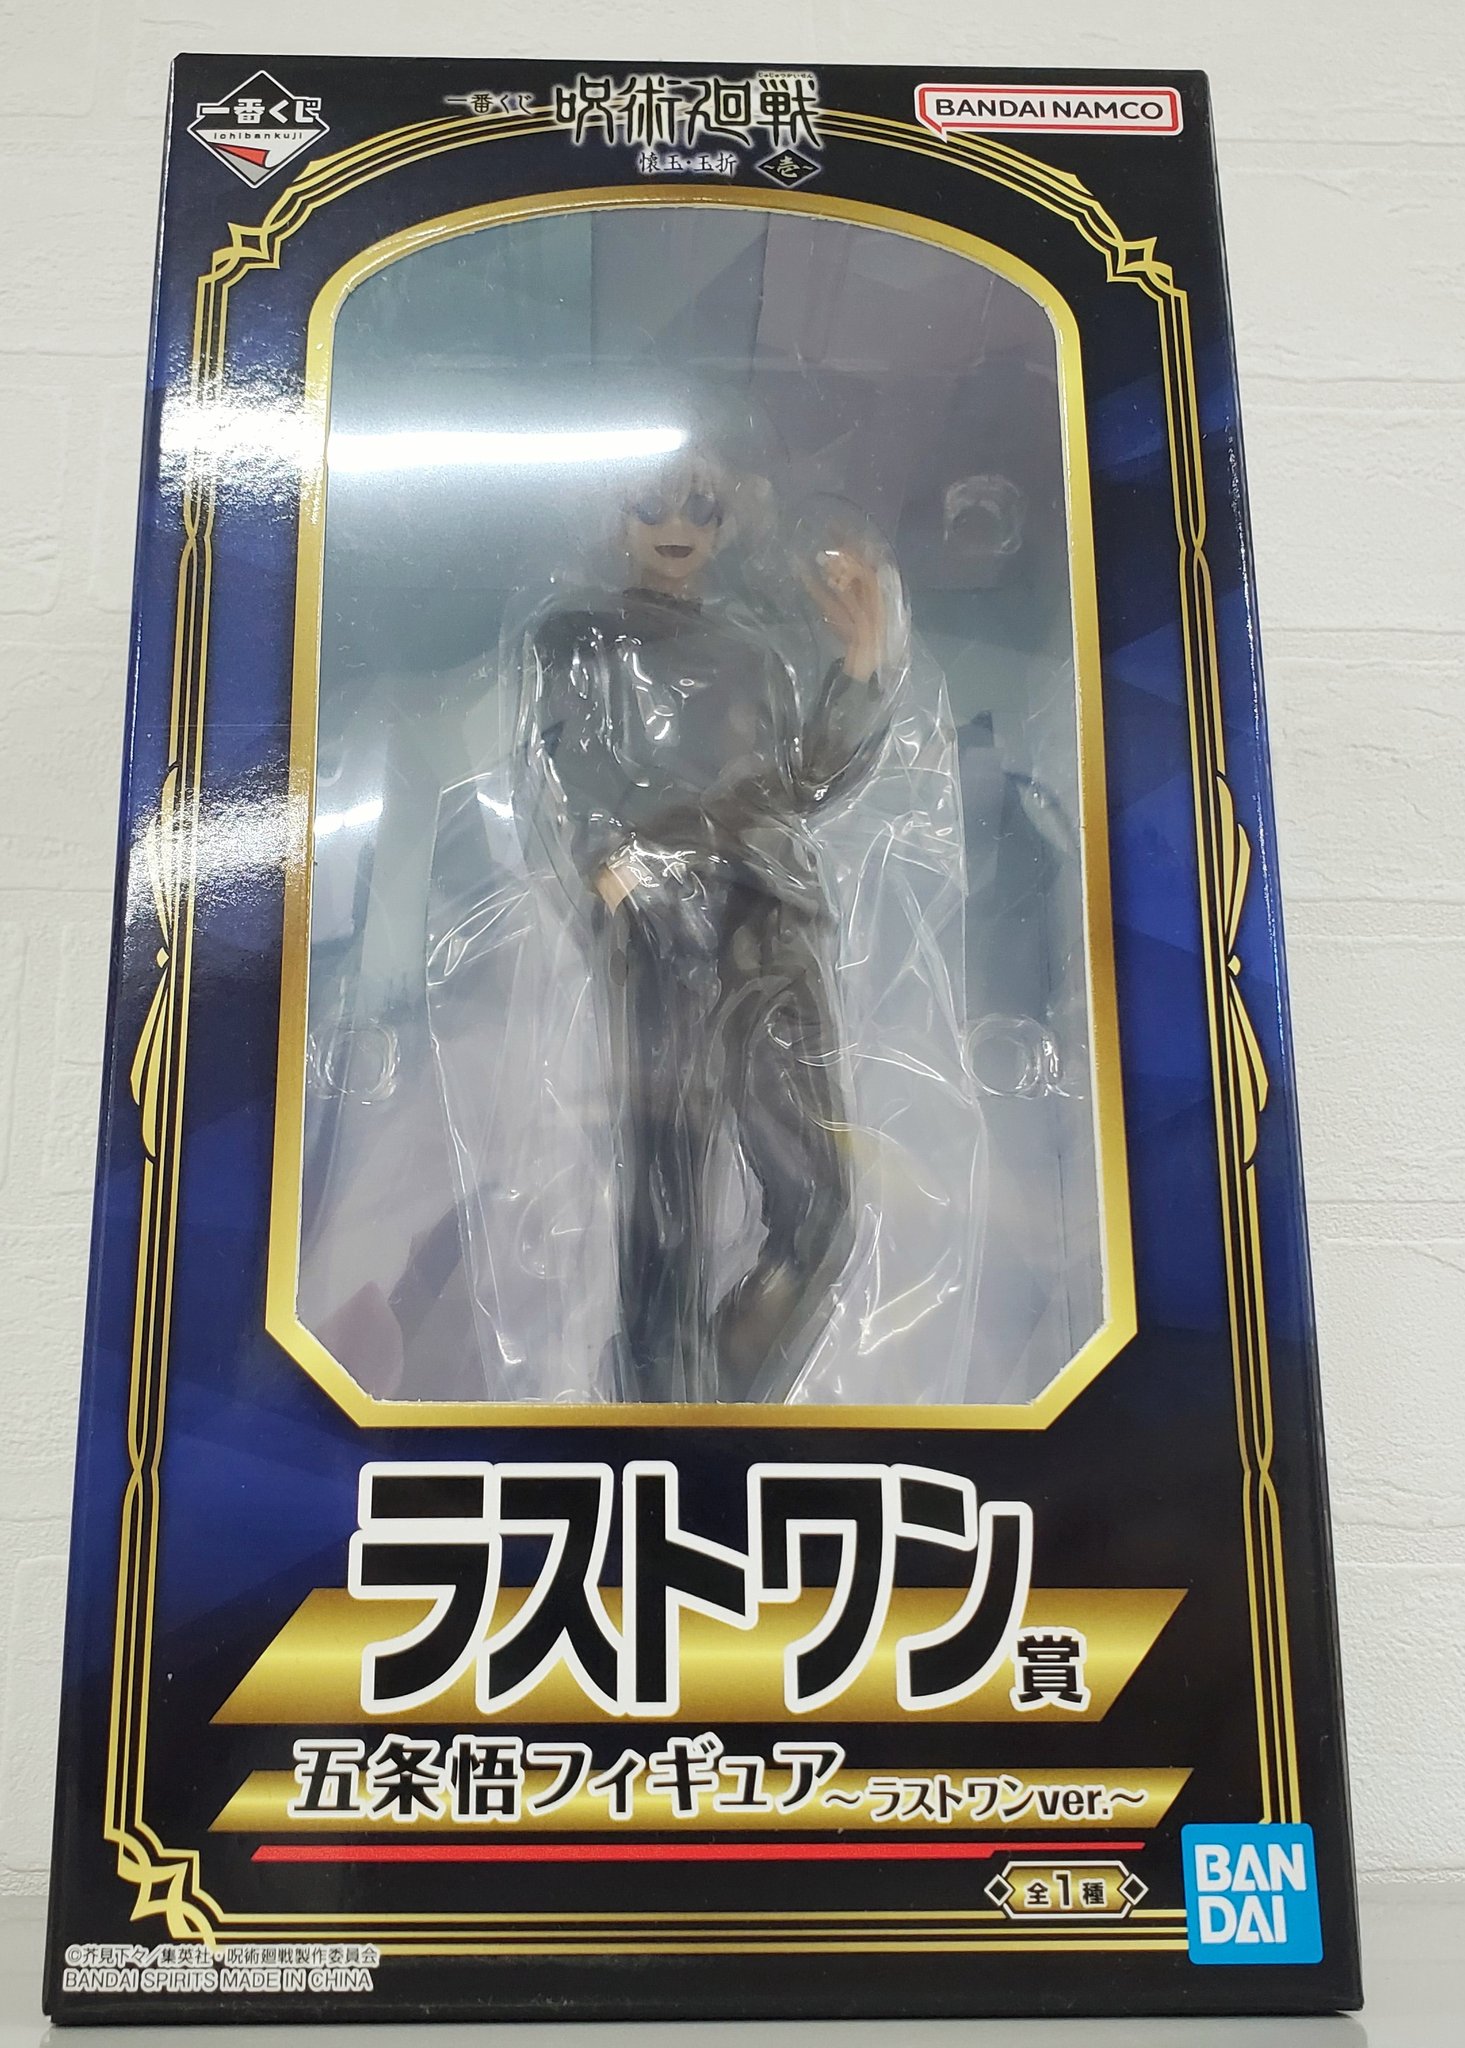 一番くじ
ichibankuji
一番くじ 呪術廻戦
じゅじゅつかいせん
懐玉・玉折 ～壱～
BANDAI NAMCO
ラストワン賞
五条悟フィギュア～ラストワンver.～
全1種
BAN
DAI
©芥見下々／集英社・呪術廻戦製作委員会
BANDAI SPIRITS MADE IN CHINA